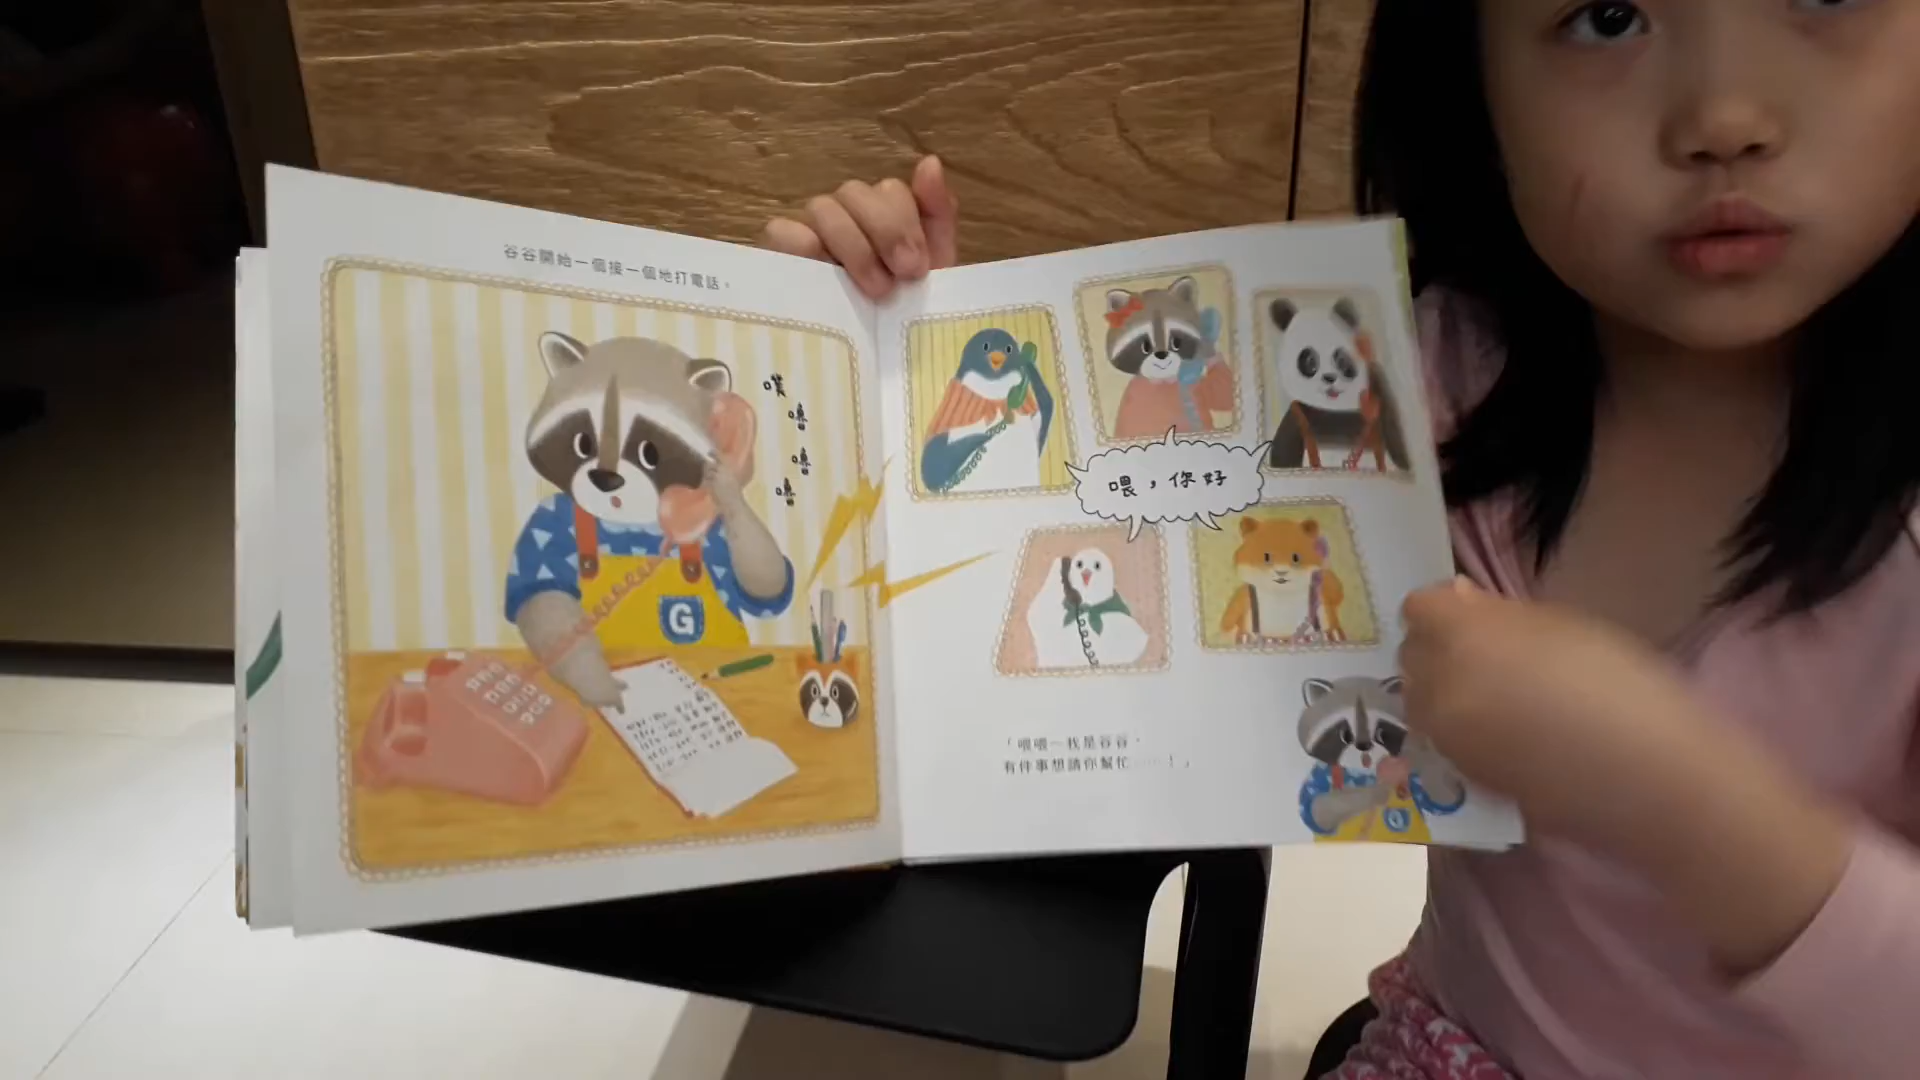 谷谷開始一個接一個地打電話。
噗
嚕
嚕
嚕
G
喂，你好
「喂喂～我是谷谷，
有件事想請你幫忙⋯⋯！」
G